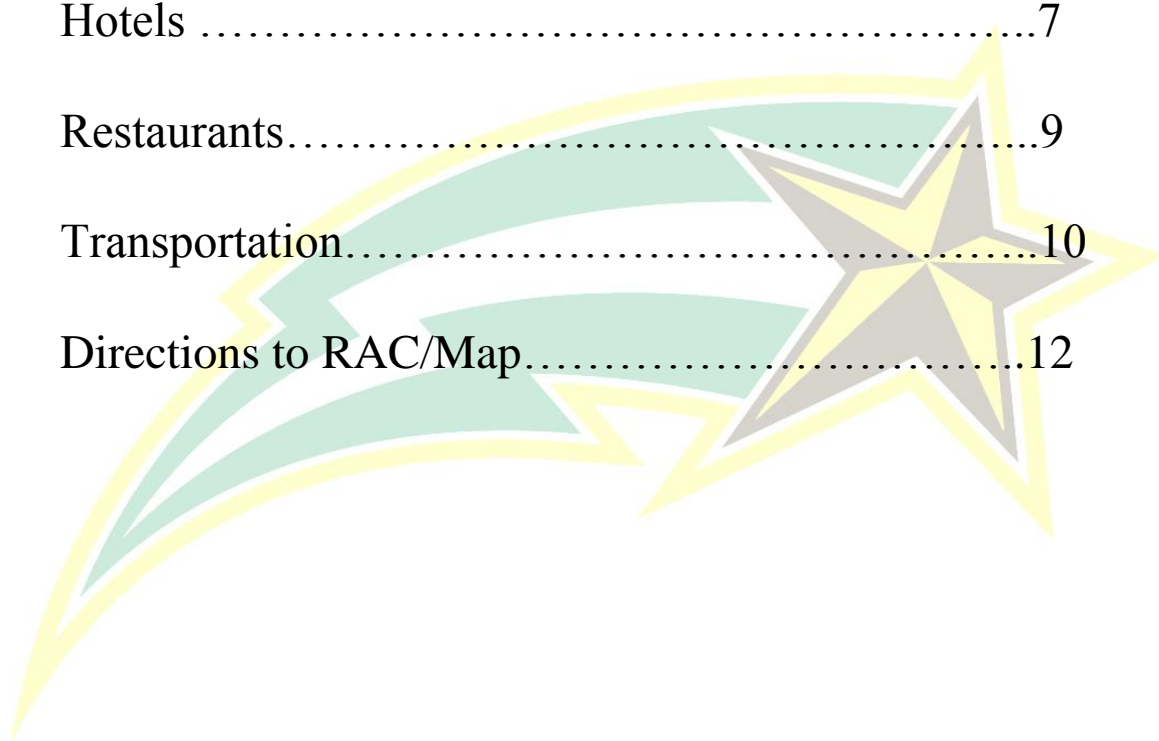 Hotels ……………………………………………...7
Restaurants…………………………………………...9
Transportation……………………………………...10
Directions to RAC/Map…………………………….12